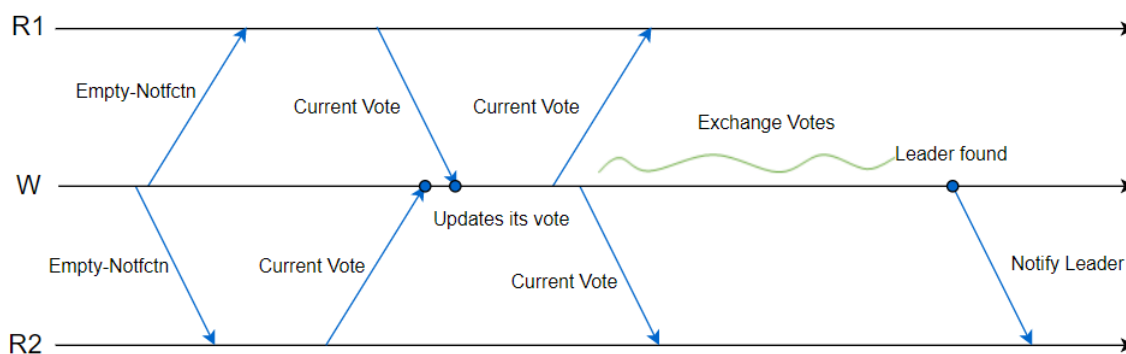 R1
Empty-Notfctn
Current Vote
Current Vote
Exchange Votes
Leader found
W
Updates its vote
Empty-Notfctn
Current Vote
Current Vote
Notify Leader
R2